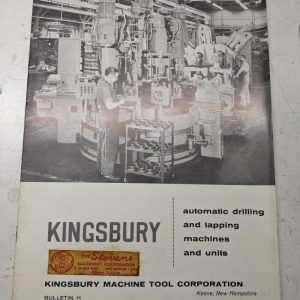 KINGSBURY
automatic drilling
and tapping
machines
and units
THE Stevens
MACHINERY CORPORATION
KINGSBURY MACHINE TOOL CORPORATION
Keene, New Hampshire
BULLETIN H